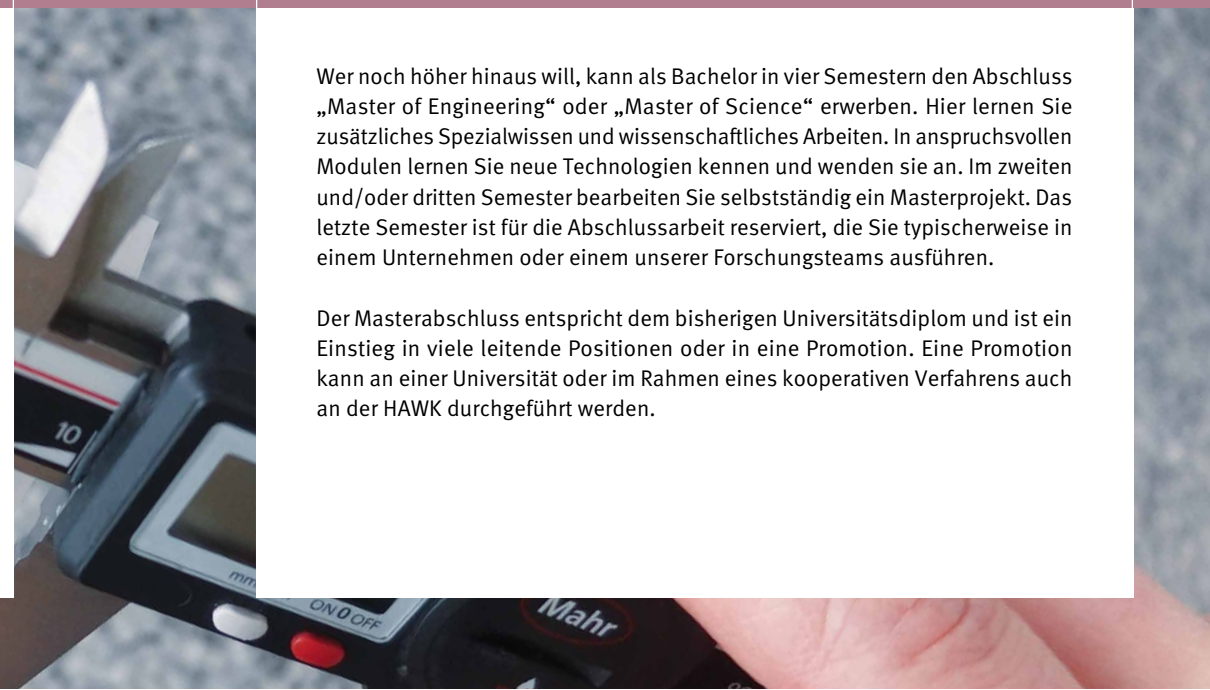 Wer noch höher hinaus will, kann als Bachelor in vier Semestern den Abschluss
„Master of Engineering“ oder „Master of Science“ erwerben. Hier lernen Sie
zusätzliches Spezialwissen und wissenschaftliches Arbeiten. In anspruchsvollen
Modulen lernen Sie neue Technologien kennen und wenden sie an. Im zweiten
und/oder dritten Semester bearbeiten Sie selbstständig ein Masterprojekt. Das
letzte Semester ist für die Abschlussarbeit reserviert, die Sie typischerweise in
einem Unternehmen oder einem unserer Forschungsteams ausführen.
Der Masterabschluss entspricht dem bisherigen Universitätsdiplom und ist ein
Einstieg in viele leitende Positionen oder in eine Promotion. Eine Promotion
kann an einer Universität oder im Rahmen eines kooperativen Verfahrens auch
an der HAWK durchgeführt werden.
10
mm
ON 0 OFF
Mahr